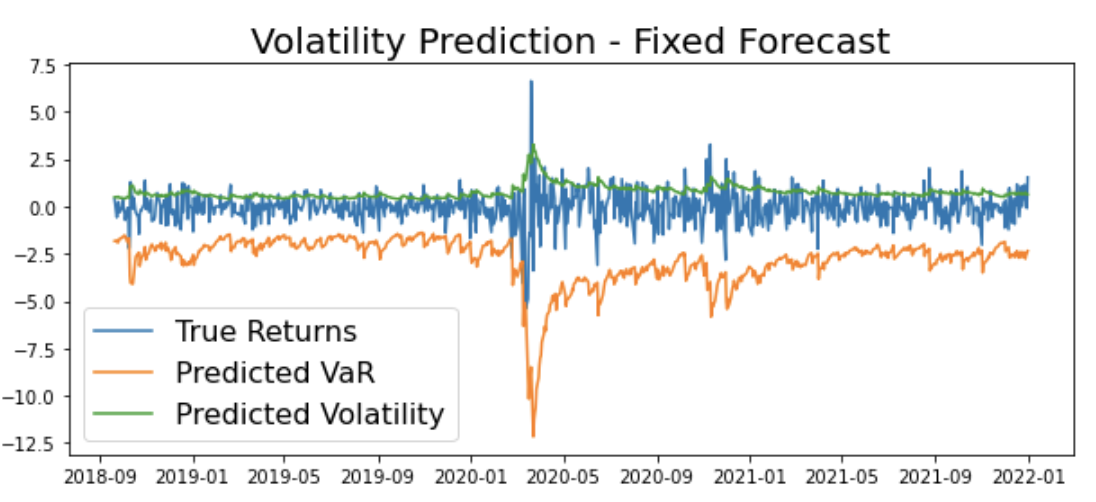 Volatility Prediction - Fixed Forecast
7.5
5.0
2.5
0.0
−2.5
−5.0
−7.5
−10.0
−12.5
True Returns
Predicted VaR
Predicted Volatility
2018-09 2019-01 2019-05 2019-09 2020-01 2020-05 2020-09 2021-01 2021-05 2021-09 2022-01